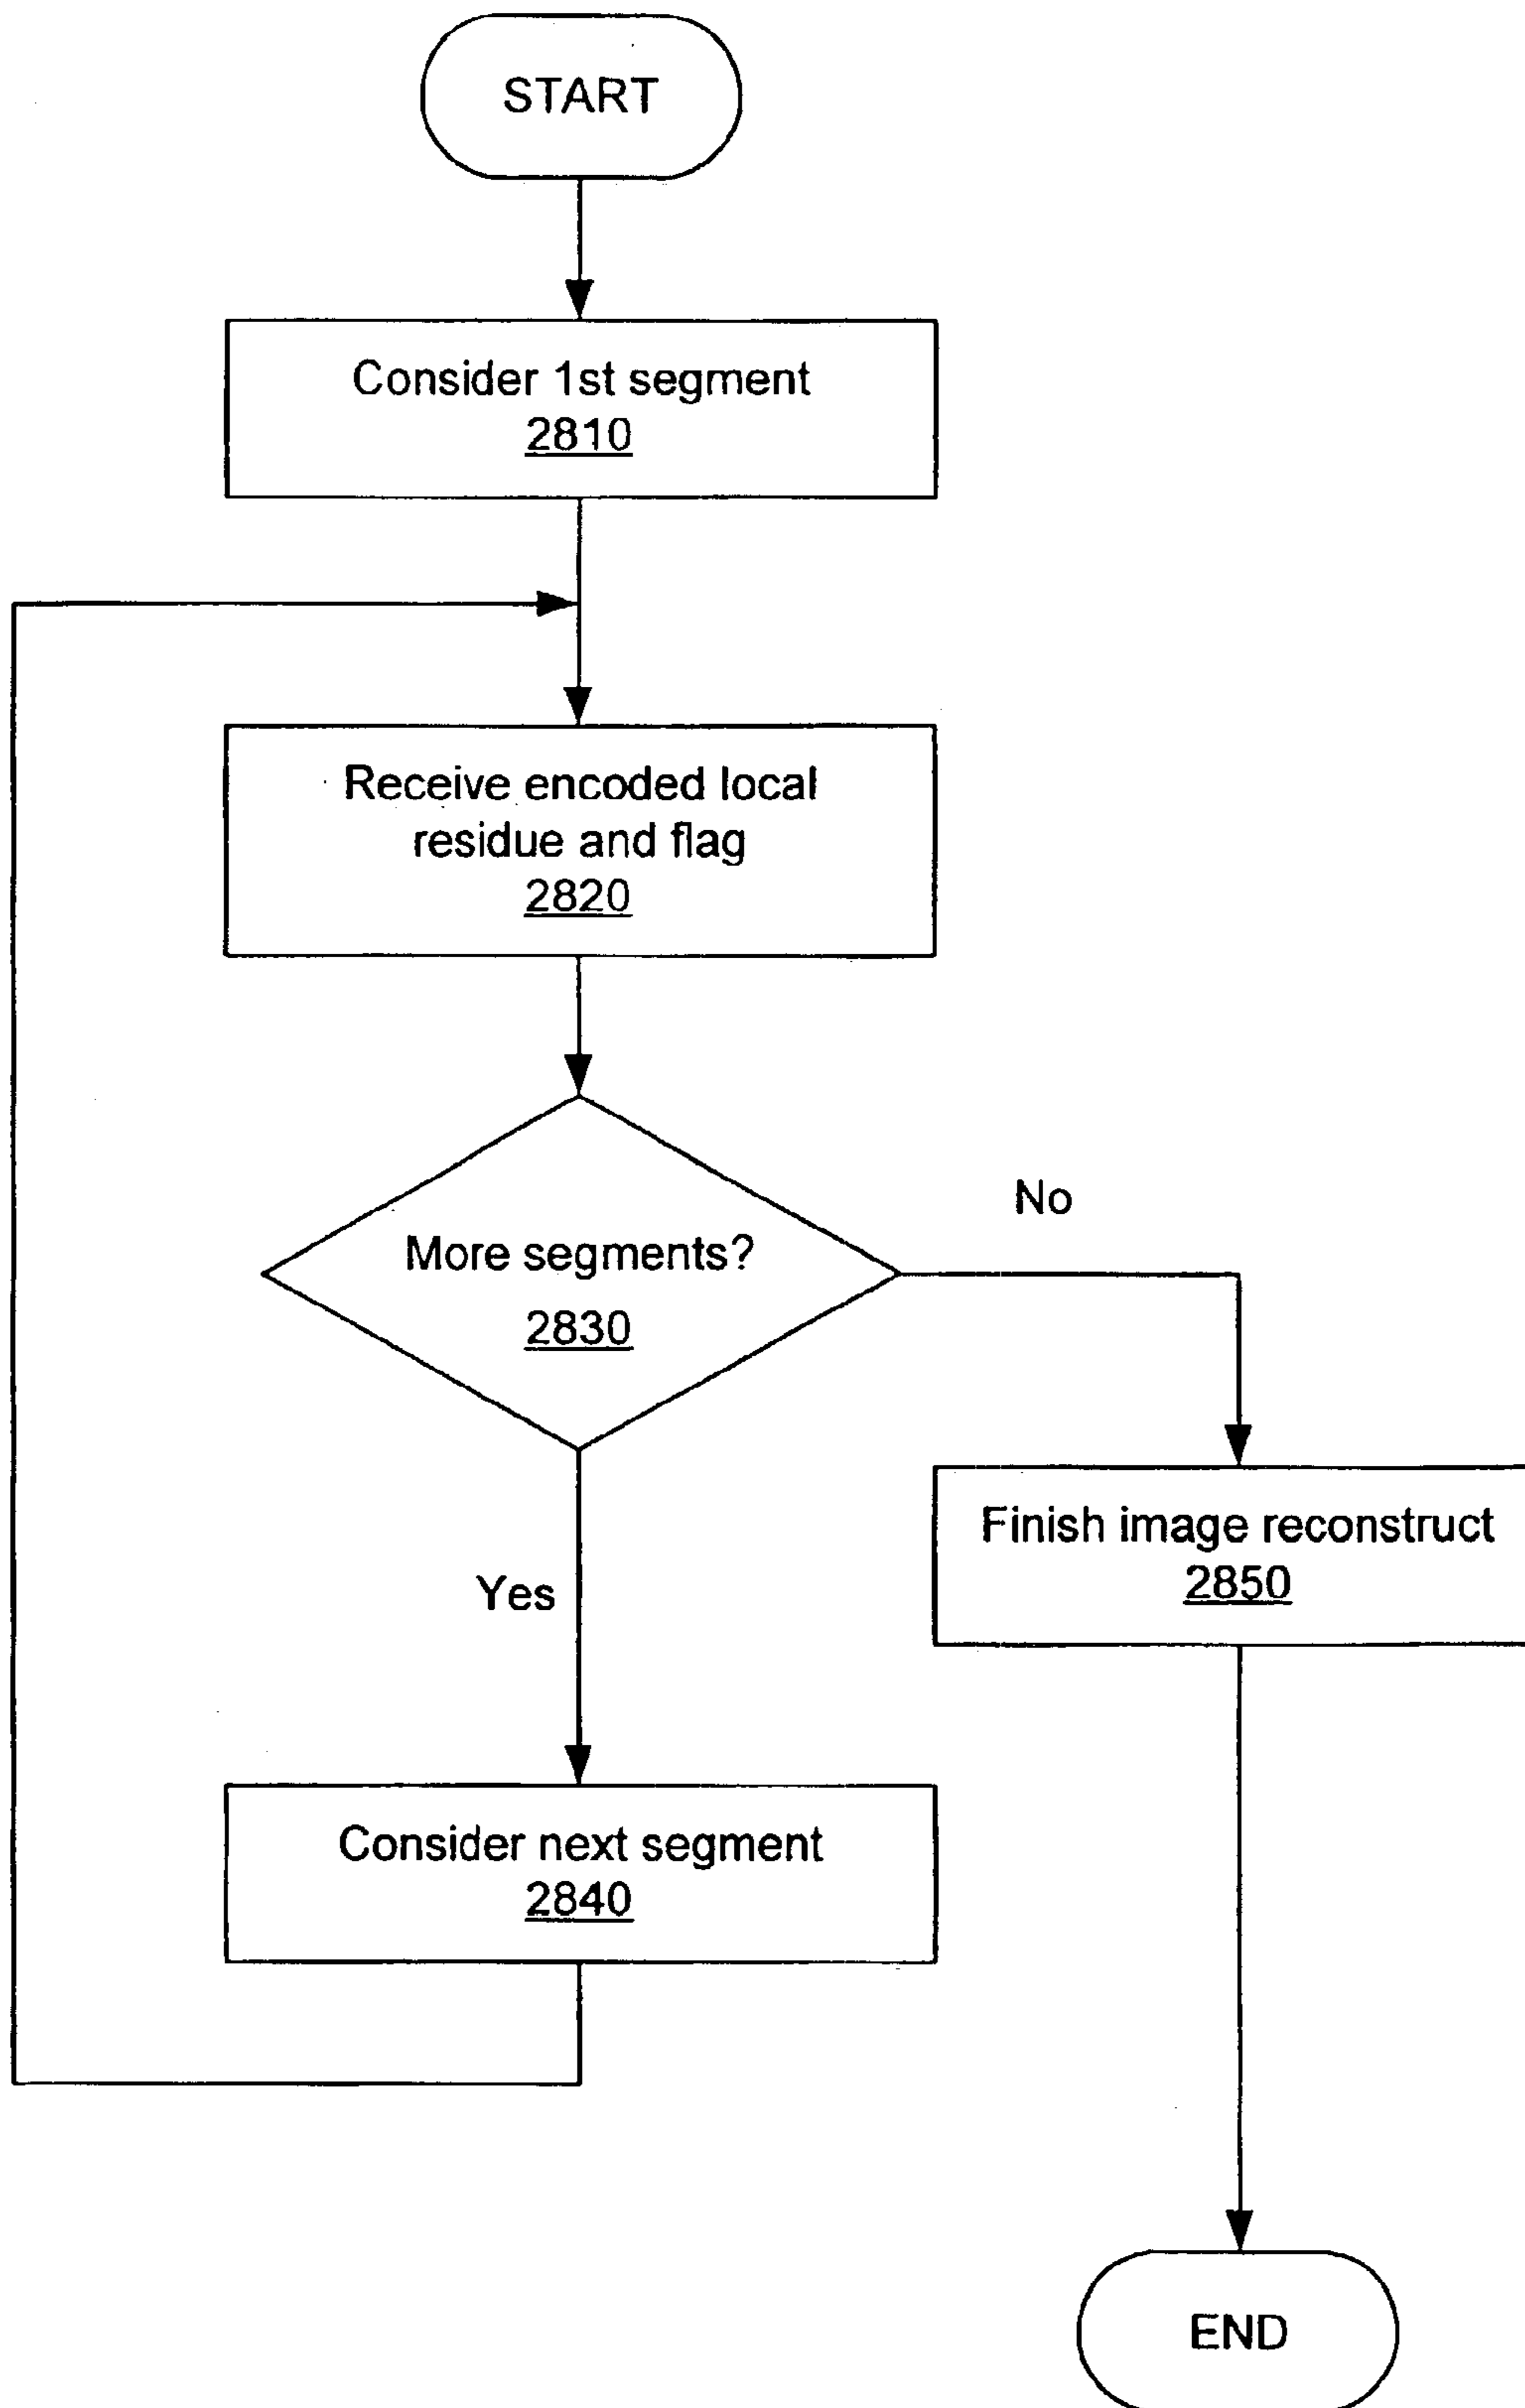 START
Consider 1st segment
2810
Receive encoded local
residue and flag
2820
More segments?
2830
No
Yes
Finish image reconstruct
2850
Consider next segment
2840
END